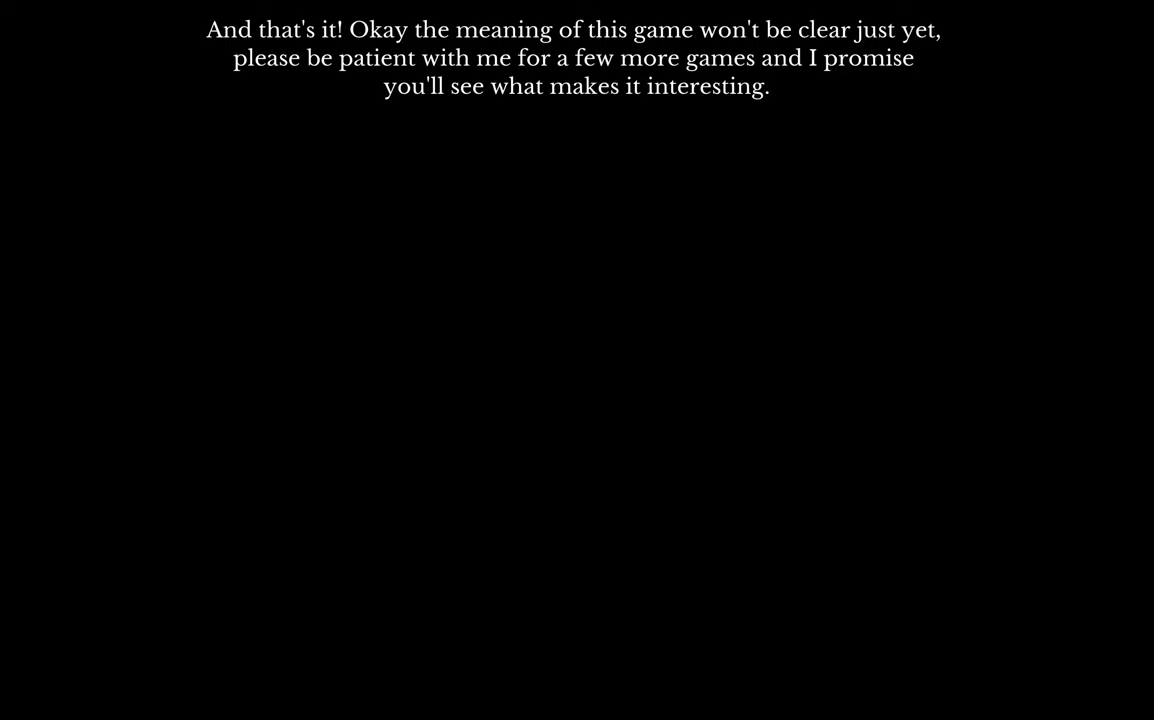 And that's it! Okay the meaning of this game won't be clear just yet,
please be patient with me for a few more games and I promise
you'll see what makes it interesting.